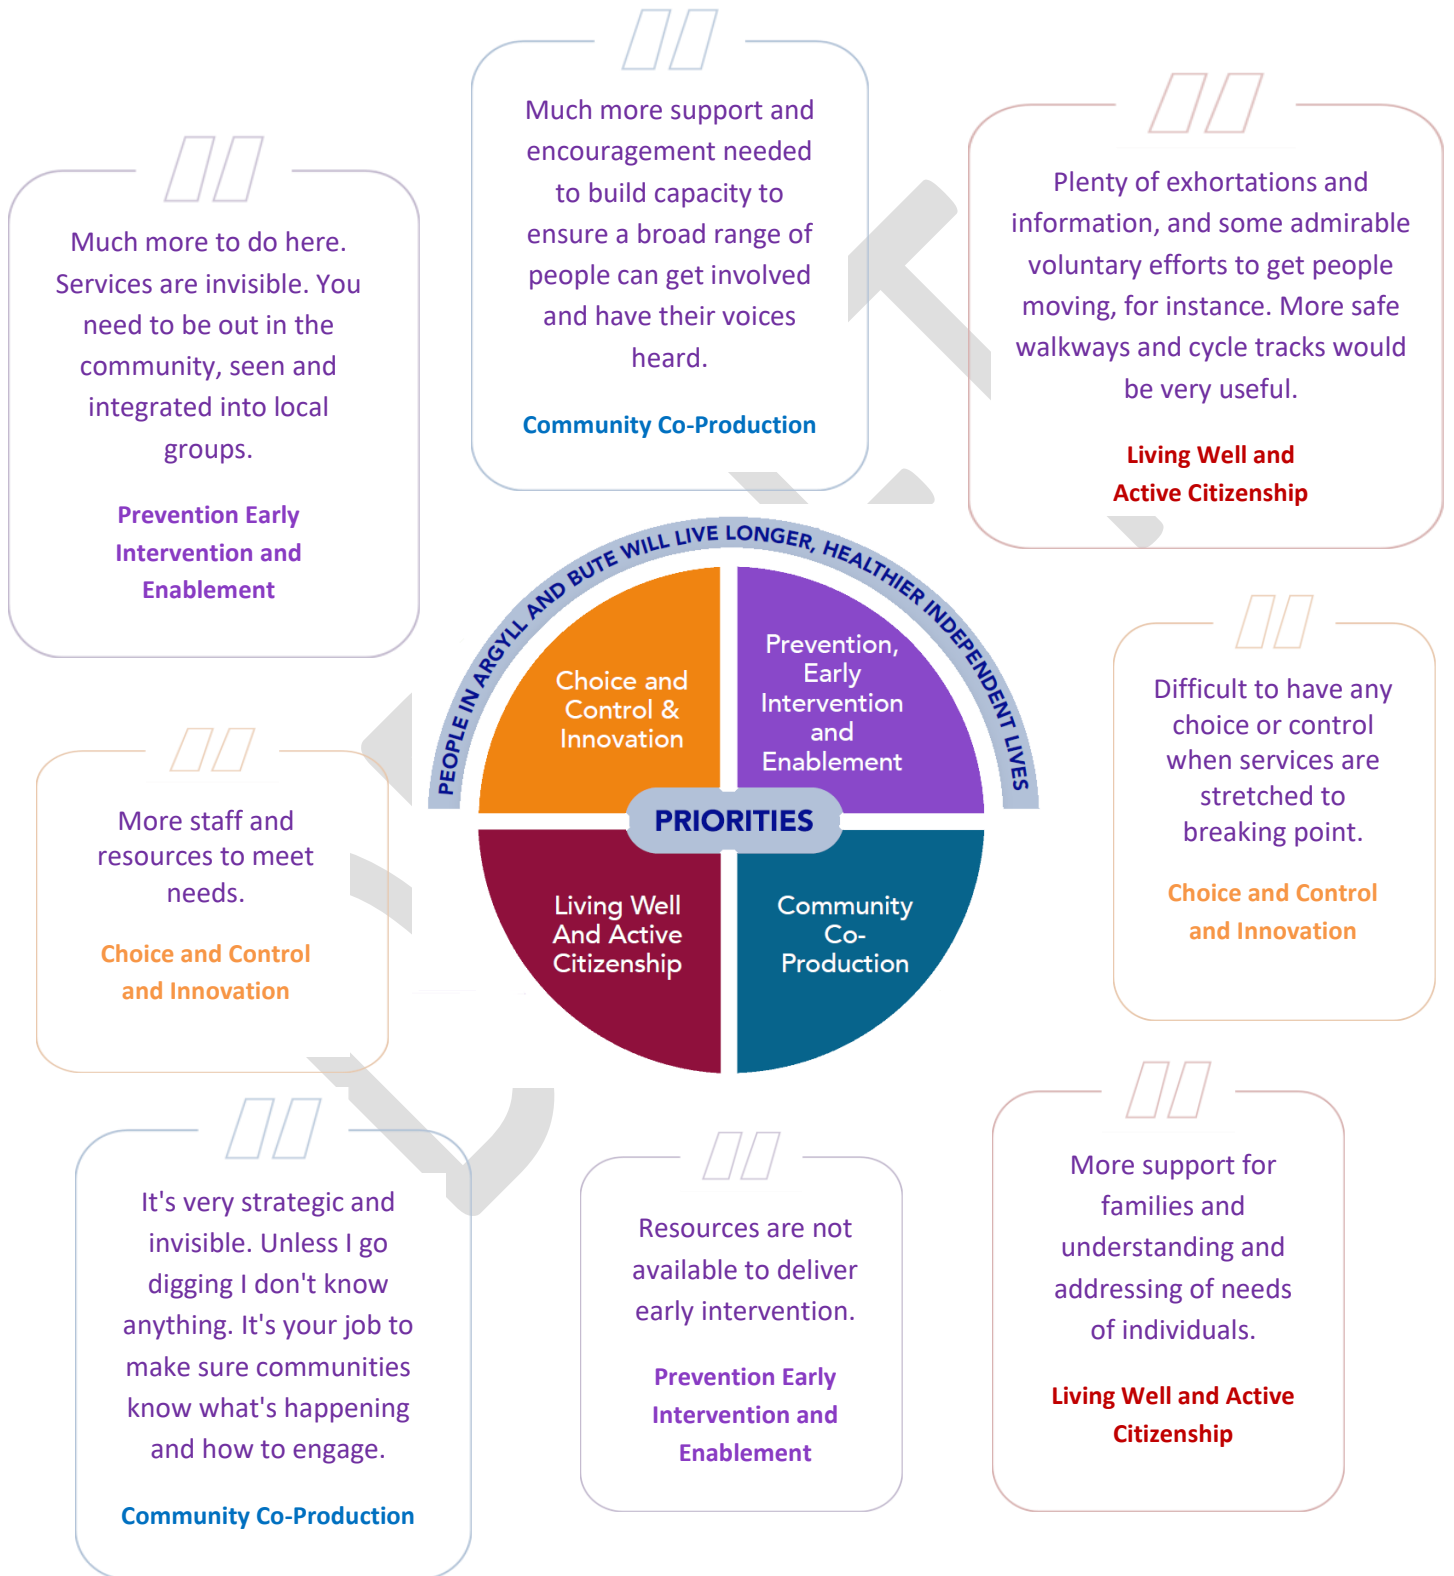 Much more support and
encouragement needed
to build capacity to
ensure a broad range of
people can get involved
and have their voices
heard.
Community Co-Production
Plenty of exhortations and
information, and some admirable
voluntary efforts to get people
moving, for instance. More safe
walkways and cycle tracks would
be very useful.
Living Well and
Active Citizenship
Much more to do here.
Services are invisible. You
need to be out in the
community, seen and
integrated into local
groups.
Prevention Early
Intervention and
Enablement
PEOPLE IN ARGYLL AND BUTE WILL LIVE LONGER, HEALTHIER INDEPENDENT LIVES
Choice and
Control &
Innovation
Prevention,
Early
Intervention
and
Enablement
PRIORITIES
Living Well
And Active
Citizenship
Community
Co-
Production
Difficult to have any
choice or control
when services are
stretched to
breaking point.
Choice and Control
and Innovation
More staff and
resources to meet
needs.
Choice and Control
and Innovation
It's very strategic and
invisible. Unless I go
digging I don't know
anything. It's your job to
make sure communities
know what's happening
and how to engage.
Community Co-Production
Resources are not
available to deliver
early intervention.
Prevention Early
Intervention and
Enablement
More support for
families and
understanding and
addressing of needs
of individuals.
Living Well and Active
Citizenship